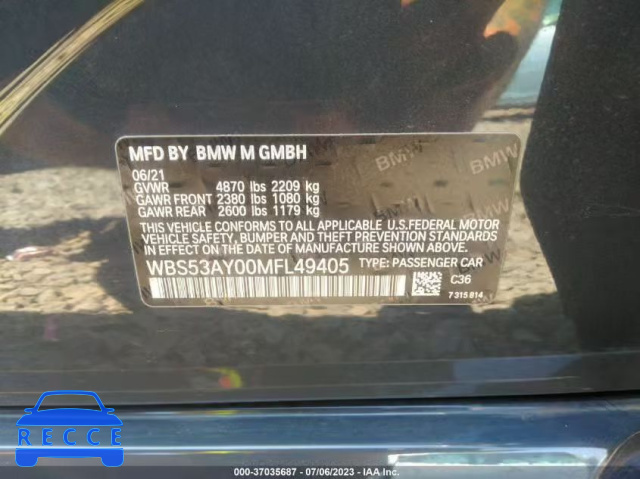 MFD BY BMW M GMBH
06/21
GVWR 4870 lbs 2209 kg
GAWR FRONT 2380 lbs 1080 kg
GAWR REAR 2600 lbs 1179 kg
THIS VEHICLE CONFORMS TO ALL APPLICABLE U.S.FEDERAL MOTOR
VEHICLE SAFETY, BUMPER AND THEFT PREVENTION STANDARDS
IN EFFECT ON THE DATE OF MANUFACTURE SHOWN ABOVE.
WBS53AY00MFL49405 TYPE: PASSENGER CAR
C36
7315814
BMW
BMW
RECCE
000-37035687 - 07/06/2023 - IAA Inc.